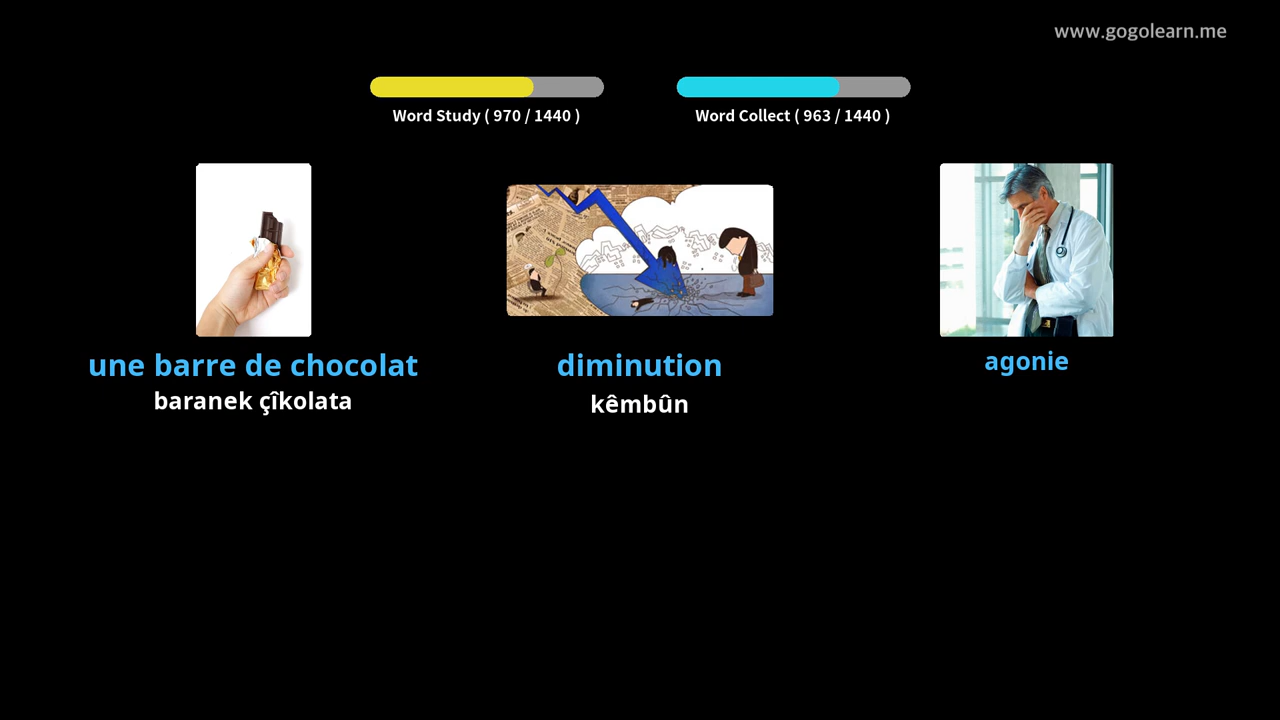 www.gogolearn.me
Word Study ( 970 / 1440 )
Word Collect ( 963 / 1440 )
une barre de chocolat
baranek çîkolata
diminution
kêmbûn
agonie